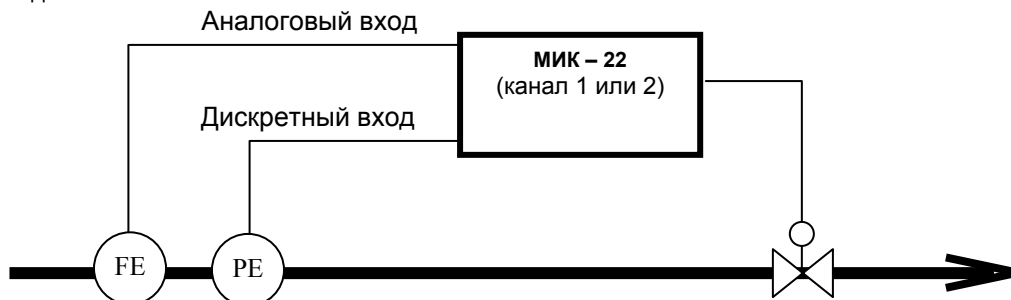 Аналоговый вход
МИК – 22
(канал 1 или 2)
Дискретный вход
FE
PE